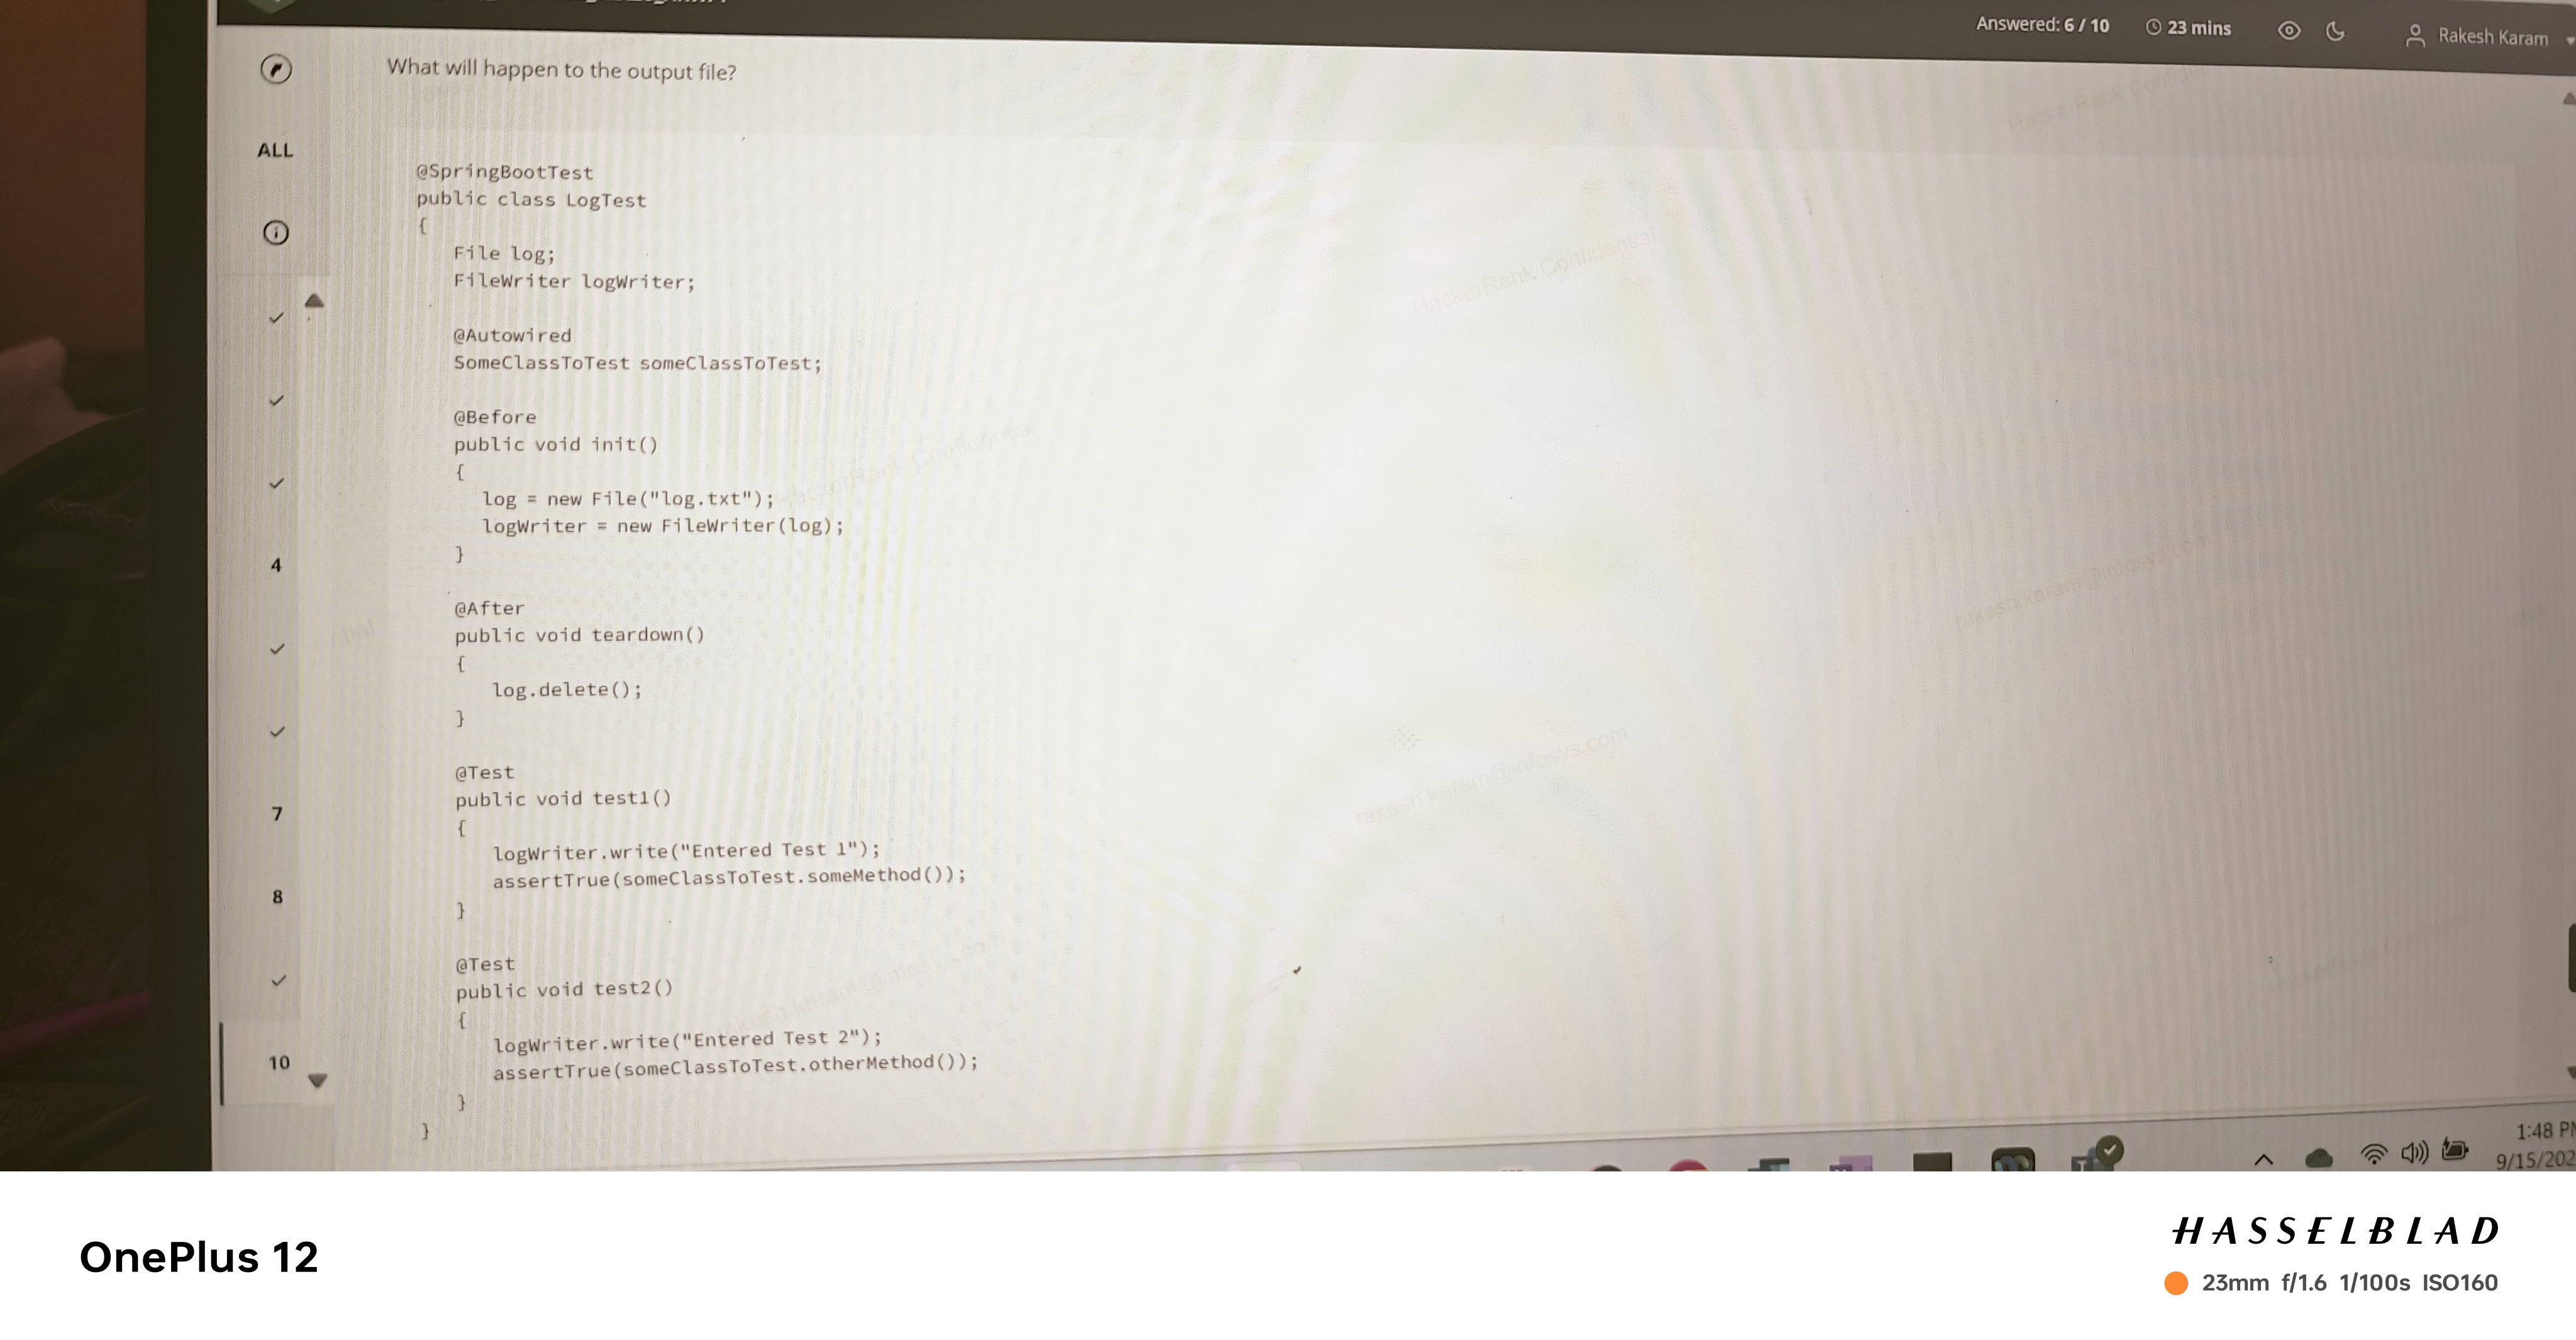 Answered: 6 / 10
23 mins
Rakesh Karam
What will happen to the output file?
ALL
@SpringBootTest
public class LogTest
{
File log;
FileWriter logWriter;
@Autowired
SomeClassToTest someClassToTest;
@Before
public void init()
{
log = new File("log.txt");
logWriter = new FileWriter(log);
}
4
@After
public void teardown()
{
log.delete();
}
@Test
public void test1()
7
{
logWriter.write("Entered Test 1");
assertTrue(someClassToTest.someMethod());
8
}
@Test
public void test2()
{
logWriter.write("Entered Test 2");
assertTrue(someClassToTest.otherMethod());
10
}
}
HackerRank Confidential
rakesh.karam@infosys.com
1:48 PM
9/15/202
OnePlus 12
HASSELBLAD
23mm f/1.6 1/100s ISO160